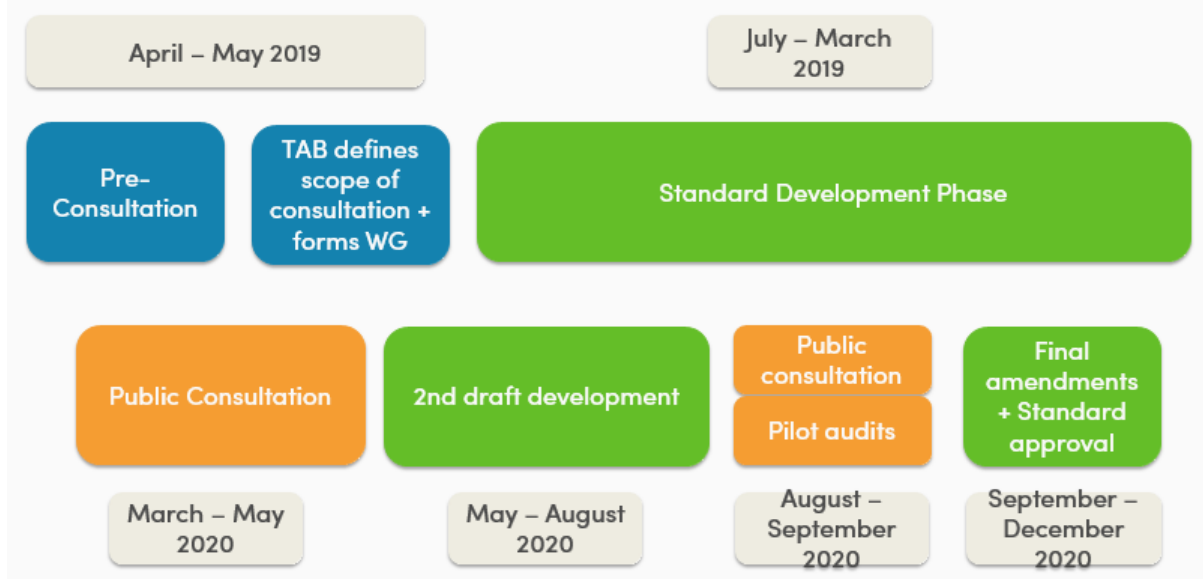 April – May 2019
July – March
2019
Pre-
Consultation
TAB defines
scope of
consultation +
forms WG
Standard Development Phase
Public Consultation
2nd draft development
Public
consultation
Pilot audits
Final
amendments
+ Standard
approval
March – May
2020
May – August
2020
August –
September
2020
September –
December
2020